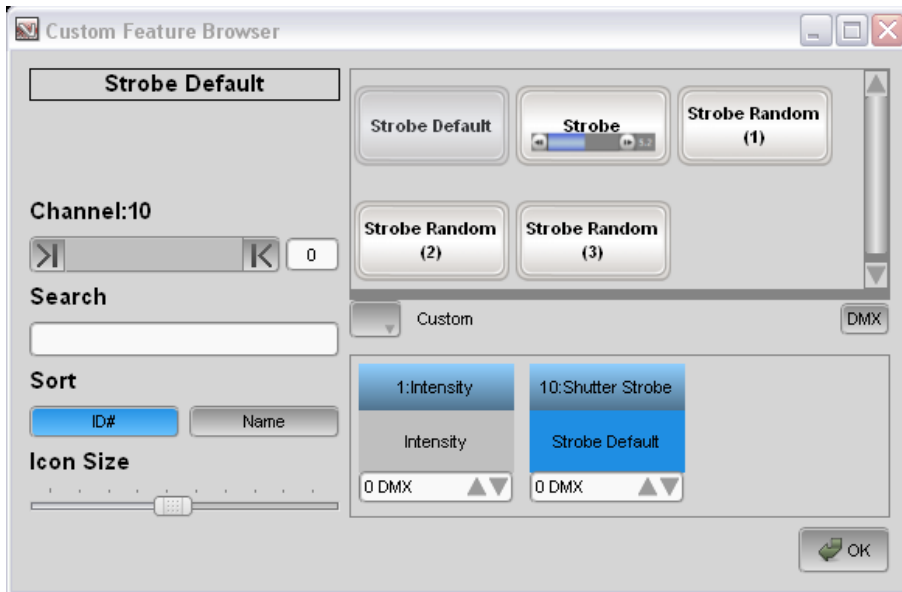 Custom Feature Browser
Strobe Default
Channel:10
0
Search
Sort
ID#
Name
Icon Size
Strobe Default
Strobe
5.2
Strobe Random
(1)
Strobe Random
(2)
Strobe Random
(3)
Custom
DMX
1:Intensity
Intensity
0 DMX
10:Shutter Strobe
Strobe Default
0 DMX
OK